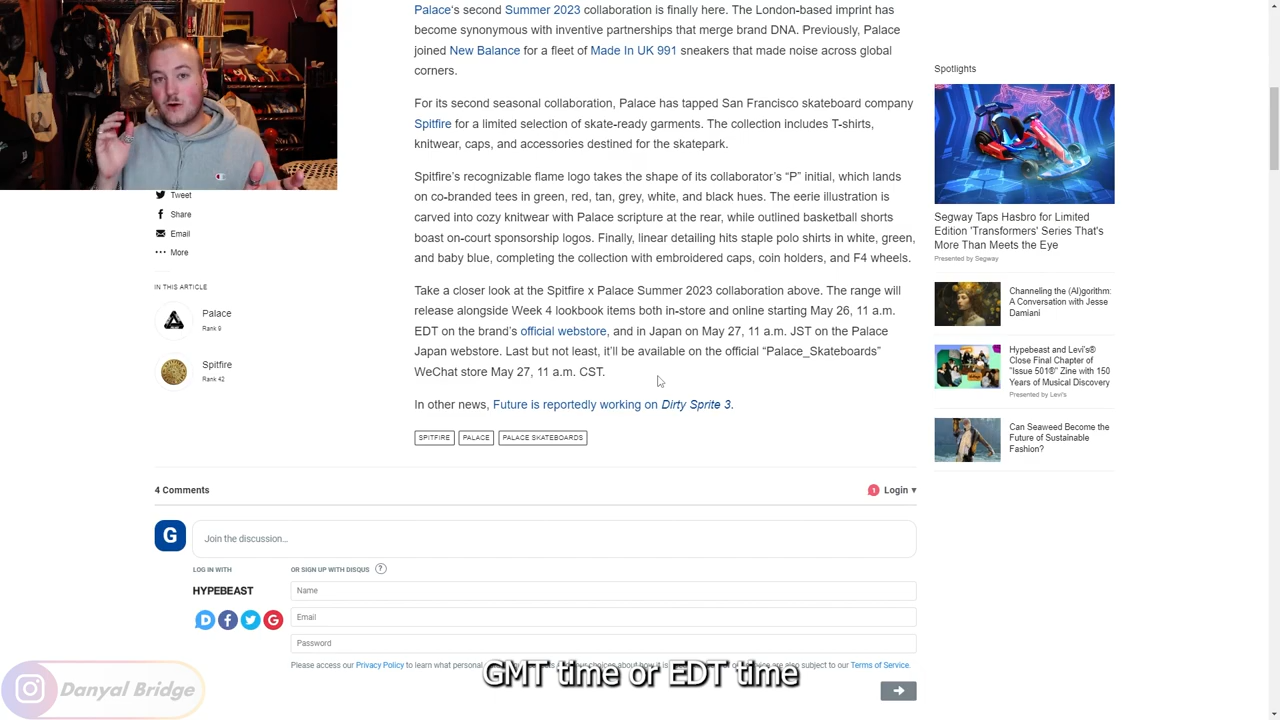 Palace's second Summer 2023 collaboration is finally here. The London-based imprint has
become synonymous with inventive partnerships that merge brand DNA. Previously, Palace
joined New Balance for a fleet of Made In UK 991 sneakers that made noise across global
corners.
For its second seasonal collaboration, Palace has tapped San Francisco skateboard company
Spitfire for a limited selection of skate-ready garments. The collection includes T-shirts,
knitwear, caps, and accessories destined for the skatepark.
Spitfire's recognizable flame logo takes the shape of its collaborator's “P” initial, which lands
on co-branded tees in green, red, tan, grey, white, and black hues. The eerie illustration is
carved into cozy knitwear with Palace scripture at the rear, while outlined basketball shorts
boast on-court sponsorship logos. Finally, linear detailing hits staple polo shirts in white, green,
and baby blue, completing the collection with embroidered caps, coin holders, and F4 wheels.
Take a closer look at the Spitfire x Palace Summer 2023 collaboration above. The range will
release alongside Week 4 lookbook items both in-store and online starting May 26, 11 a.m.
EDT on the brand's official webstore, and in Japan on May 27, 11 a.m. JST on the Palace
Japan webstore. Last but not least, it'll be available on the official “Palace_Skateboards”
WeChat store May 27, 11 a.m. CST.
In other news, Future is reportedly working on Dirty Sprite 3.
SPITFIRE PALACE PALACE SKATEBOARDS
Tweet
Share
Email
More
IN THIS ARTICLE
Palace
Rank 9
Spitfire
Rank 42
Spotlights
Segway Taps Hasbro for Limited
Edition 'Transformers' Series That's
More Than Meets the Eye
Presented by Segway
Channeling the (AI)gorithm:
A Conversation with Jesse
Damiani
Hypebeast and Levi's®
Close Final Chapter of
"Issue 501®" Zine with 150
Years of Musical Discovery
Presented by Levi's
Can Seaweed Become the
Future of Sustainable
Fashion?
4 Comments
1 Login
G
Join the discussion...
LOG IN WITH
HYPEBEAST
OR SIGN UP WITH DISQUS ?
Name
Email
Password
Please access our Privacy Policy to learn what personal choices about how it is also subject to our Terms of Service.
GMT time or EDT time
Danyal Bridge